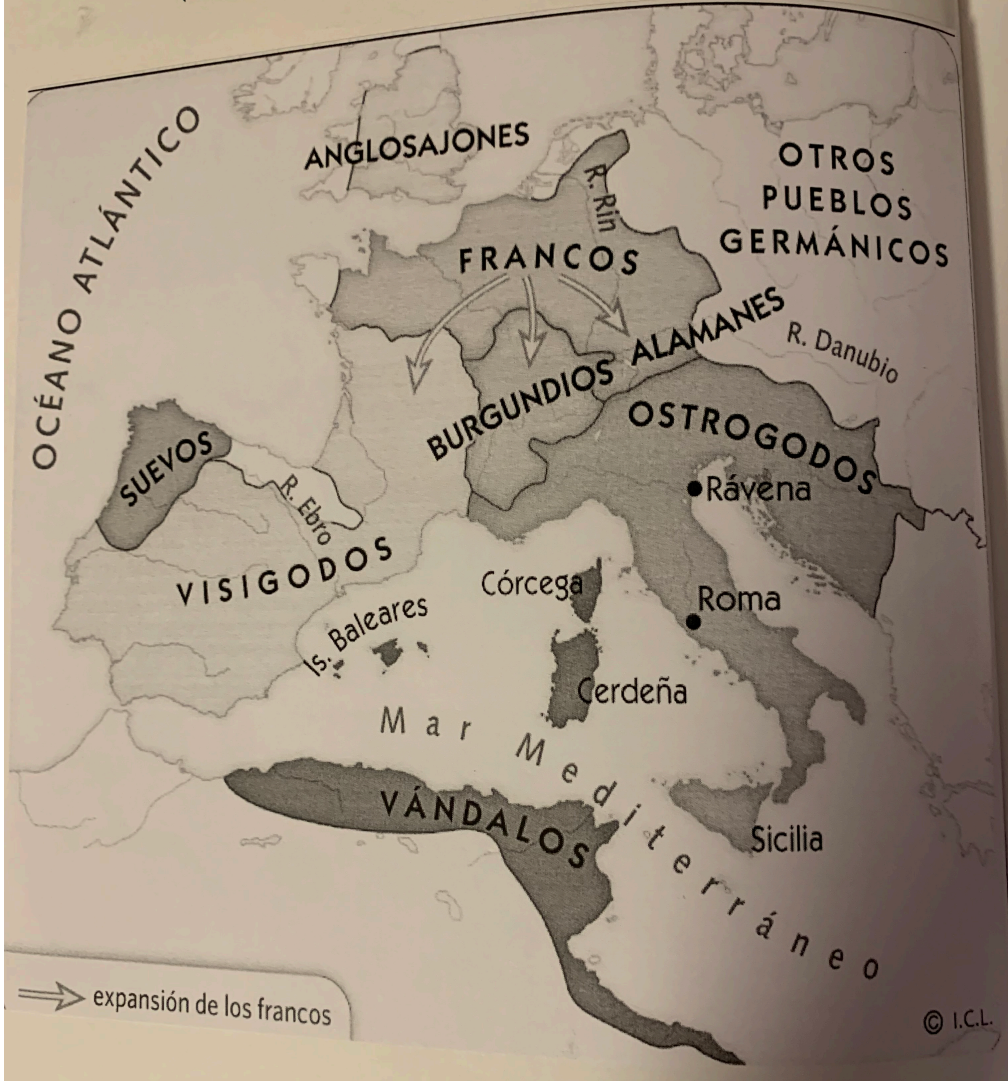 OCÉANO ATLÁNTICO
ANGLOSAJONES
OTROS
PUEBLOS
GERMÁNICOS
R. Rin
FRANCOS
ALAMANES
R. Danubio
BURGUNDIOS
OSTROGODOS
SUEVOS
R. Ebro
Rávena
VISIGODOS
Córcega
Roma
Is. Baleares
Cerdeña
Mar Mediterráneo
VÁNDALOS
Sicilia
expansión de los francos
© I.C.L.